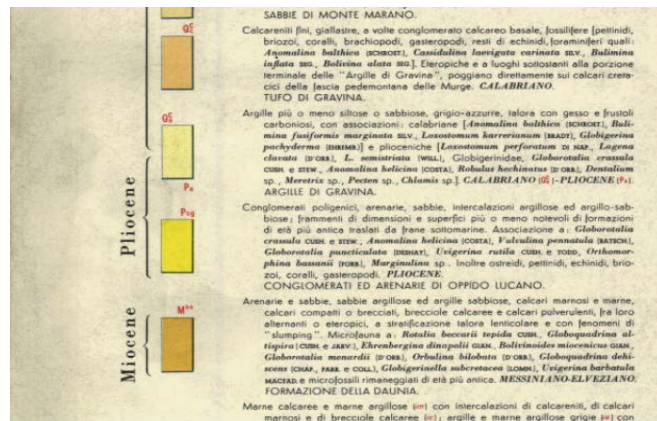 SABBIE DI MONTE MARANO.
Calcareniti fini, giallastre, a volte conglomerato calcareo basale, fossilifere [pettinidi,
briozoi, coralli, brachiopodi, gasteropodi, resti di echinidi, foraminiferi quali:
Anomalina balthica (SCHROET.), Cassidulina laevigata carinata SILV., Bulimina
inflata SEG., Bolivina alata SEG.]. Eteropiche e a luoghi sottostanti alla porzione
terminale delle "Argille di Gravina", poggiano direttamente sui calcari creta-
cici della fascia pedemontana delle Murge. CALABRIANO.
TUFO DI GRAVINA.
Argille più o meno siltose o sabbiose, grigio-azzurre, talora con gesso e frustoli
carboniosi, con associazioni: calabriane [Anomalina balthica (SCHROET.), Buli-
mina fusiformis marginata SILV., Loxostomum karrerianum (BRADY), Globigerina
pachyderma (EHREMB.)] e plioceniche [Loxostomum perforatum DI NAP., Lagena
clavata (D'ORB.), L. semistriata (WILL.), Globigerinidae, Globorotalia crassula
CUSH. e STEW., Anomalina helicina (COSTA), Robulus hechinatus (D'ORB.), Dentalium
sp., Meretrix sp., Pecten sp., Chlamis sp.]. CALABRIANO (Q)-PLIOCENE (Pa).
ARGILLE DI GRAVINA.
Conglomerati poligenici, arenarie, sabbie, intercalazioni argillose ed argillo-sab-
biose; frammenti di dimensioni e superfici più o meno notevoli di formazioni
di età più antica traslati da frane sottomarine. Associazione a: Globorotalia
crassula CUSH. e STEW., Anomalina helicina (COSTA), Vulvulina pennatula (BATSCH.),
Globorotalia puncticulata (DESHAY), Uvigerina rutila CUSH. e TODD, Orthomor-
phina bassanii (FORN.), Marginulina sp. Inoltre ostreidi, pettinidi, echinidi, brio-
zoi, coralli, gasteropodi. PLIOCENE.
CONGLOMERATI ED ARENARIE DI OPPIDO LUCANO.
Arenarie e sabbie, sabbie argillose ed argille sabbiose, calcari marnosi e marne,
calcari compatti o brecciati, brecciole calcaree e calcari pulverulenti, fra loro
alternanti o eteropici, a stratificazione talora lenticolare e con fenomeni di
"slumping". Microfauna a: Rotalia beccarii tepida CUSH., Globoquadrina al-
tispira (CUSH. e JARV.), Ehrenbergina dinapolii GIAN., Bolivinoides miocenicus GIAN.,
Globorotalia menardii (D'ORB.), Orbulina bilobata (D'ORB.), Globoquadrina dehi-
scens (CHAP., PARR. e COLL.), Globigerinella subcretacea (LOMN.), Uvigerina barbatula
MACFAD. e microfossili rimaneggiati di età più antica. MESSINIANO-ELVEZIANO.
FORMAZIONE DELLA DAUNIA.
Marne calcaree e marne argillose con intercalazioni di calcareniti, di calcari
marnosi e di brecciole calcaree; argille e marne argillose grigie con
Pliocene
Pa
Pag
Miocene